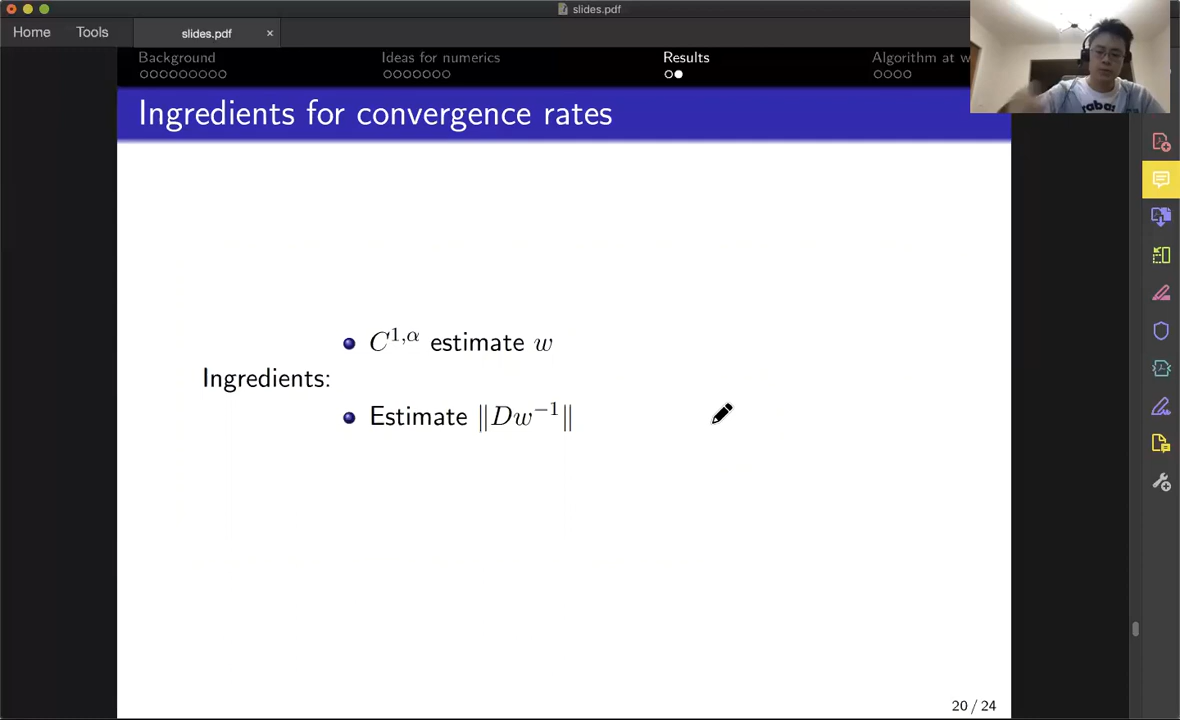 slides.pdf
Home Tools slides.pdf ×
Background Ideas for numerics Results Algorithm at w
Ingredients for convergence rates
C^{1,α} estimate w
Ingredients:
Estimate ‖Dw^{−1}‖
20 / 24